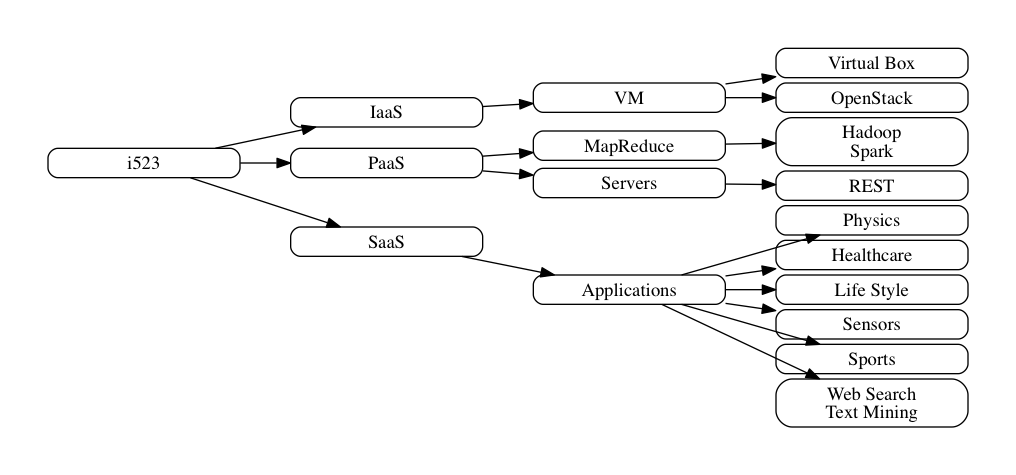 i523
IaaS
PaaS
SaaS
VM
MapReduce
Servers
Applications
Virtual Box
OpenStack
Hadoop
Spark
REST
Physics
Healthcare
Life Style
Sensors
Sports
Web Search
Text Mining